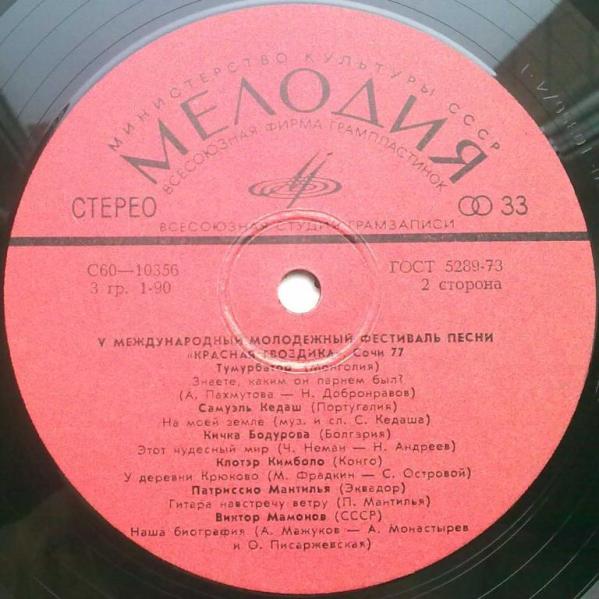 МИНИСТЕРСТВО КУЛЬТУРЫ СССР
МЕЛОДИЯ
ВСЕСОЮЗНАЯ ФИРМА ГРАМПЛАСТИНОК
СТЕРЕО
33
ВСЕСОЮЗНАЯ СТУДИЯ ГРАМЗАПИСИ
С60—10356
ГОСТ 5289-73
3 гр. 1-90
2 сторона
V МЕЖДУНАРОДНЫЙ МОЛОДЕЖНЫЙ ФЕСТИВАЛЬ ПЕСНИ
«КРАСНАЯ ГВОЗДИКА» Сочи 77
Тумурбатор (Монголия)
Знаете, каким он парнем был?
(А. Пахмутова — Н. Добронравов)
Самуэль Кедаш (Португалия)
На моей земле (муз. и сл. С. Кедаша)
Кичка Бодурова (Болгария)
Этот чудесный мир (Ч. Неман — Н. Андреев)
Клотэр Кимболо (Конго)
У деревни Крюково (М. Фрадкин — С. Островой)
Патриссио Мантилья (Эквадор)
Гитара навстречу ветру (П. Мантилья)
Виктор Мамонов (СССР)
Наша биография (А. Мажуков — А. Монастырев
и О. Писаржевская)